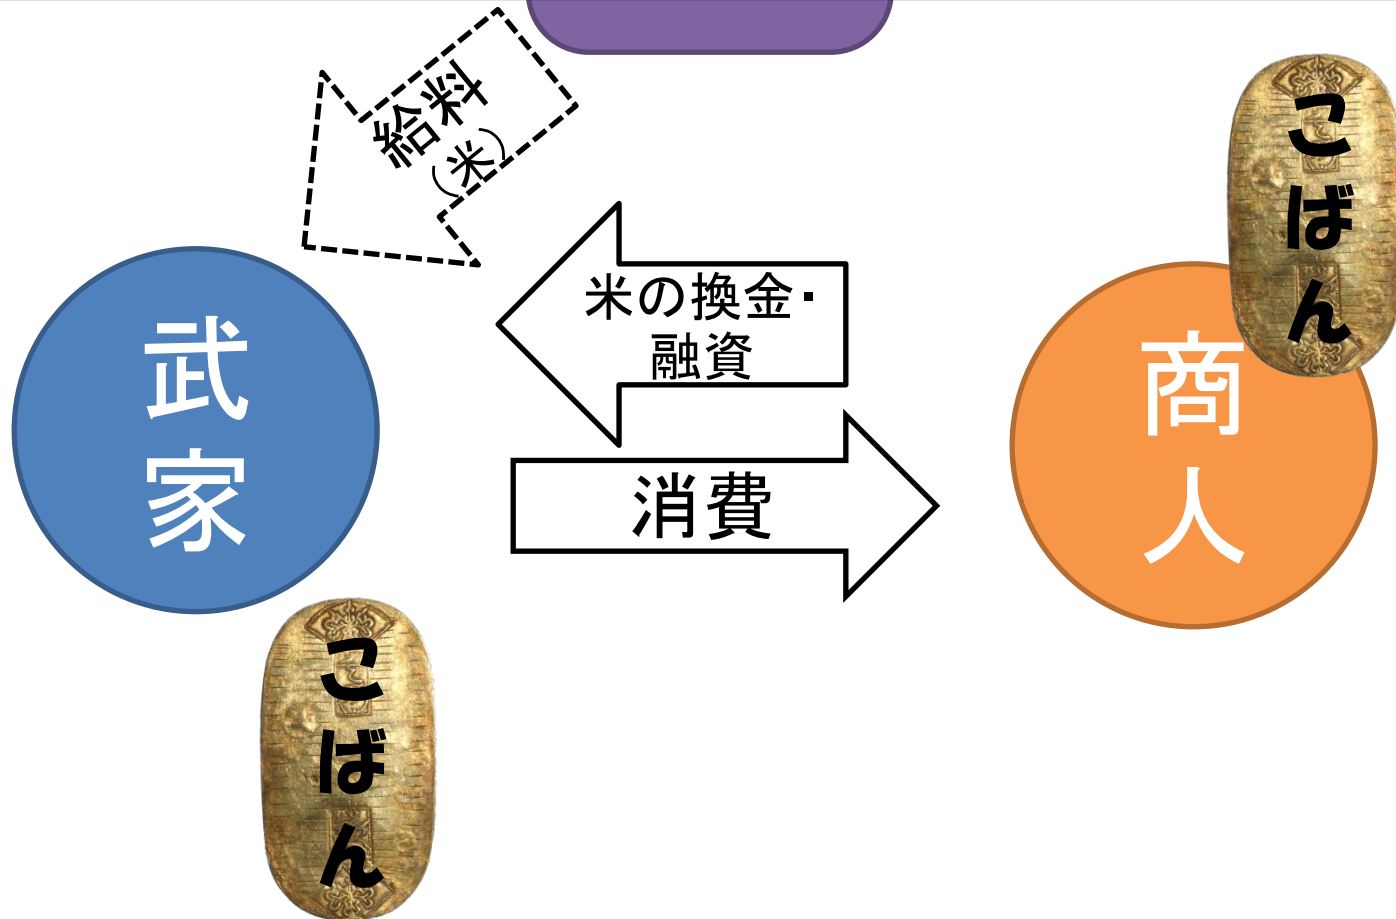 給料
（米）
こばん
米の換金・
融資
武家
商人
消費
こばん